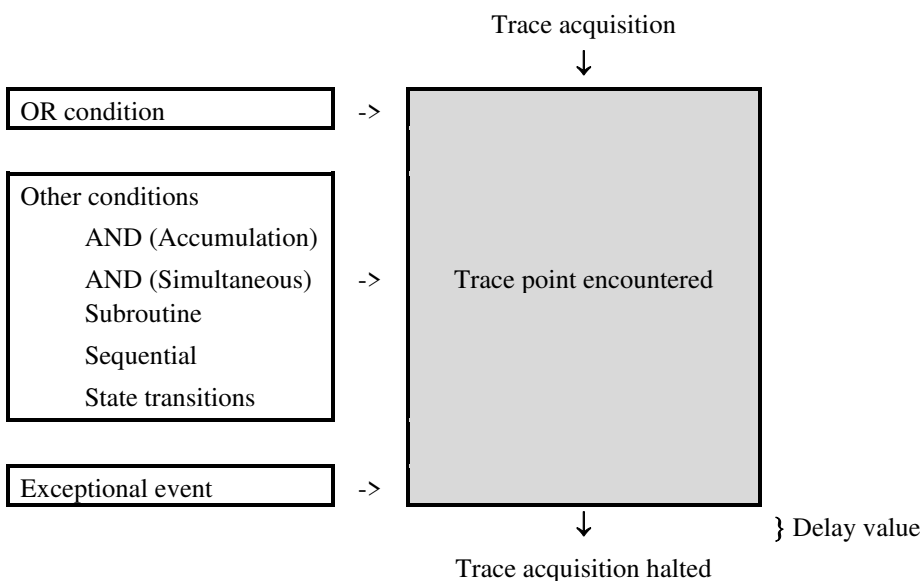 Trace acquisition
↓
OR condition ->
Other conditions
AND (Accumulation)
AND (Simultaneous) -> Trace point encountered
Subroutine
Sequential
State transitions
Exceptional event ->
↓
} Delay value
Trace acquisition halted